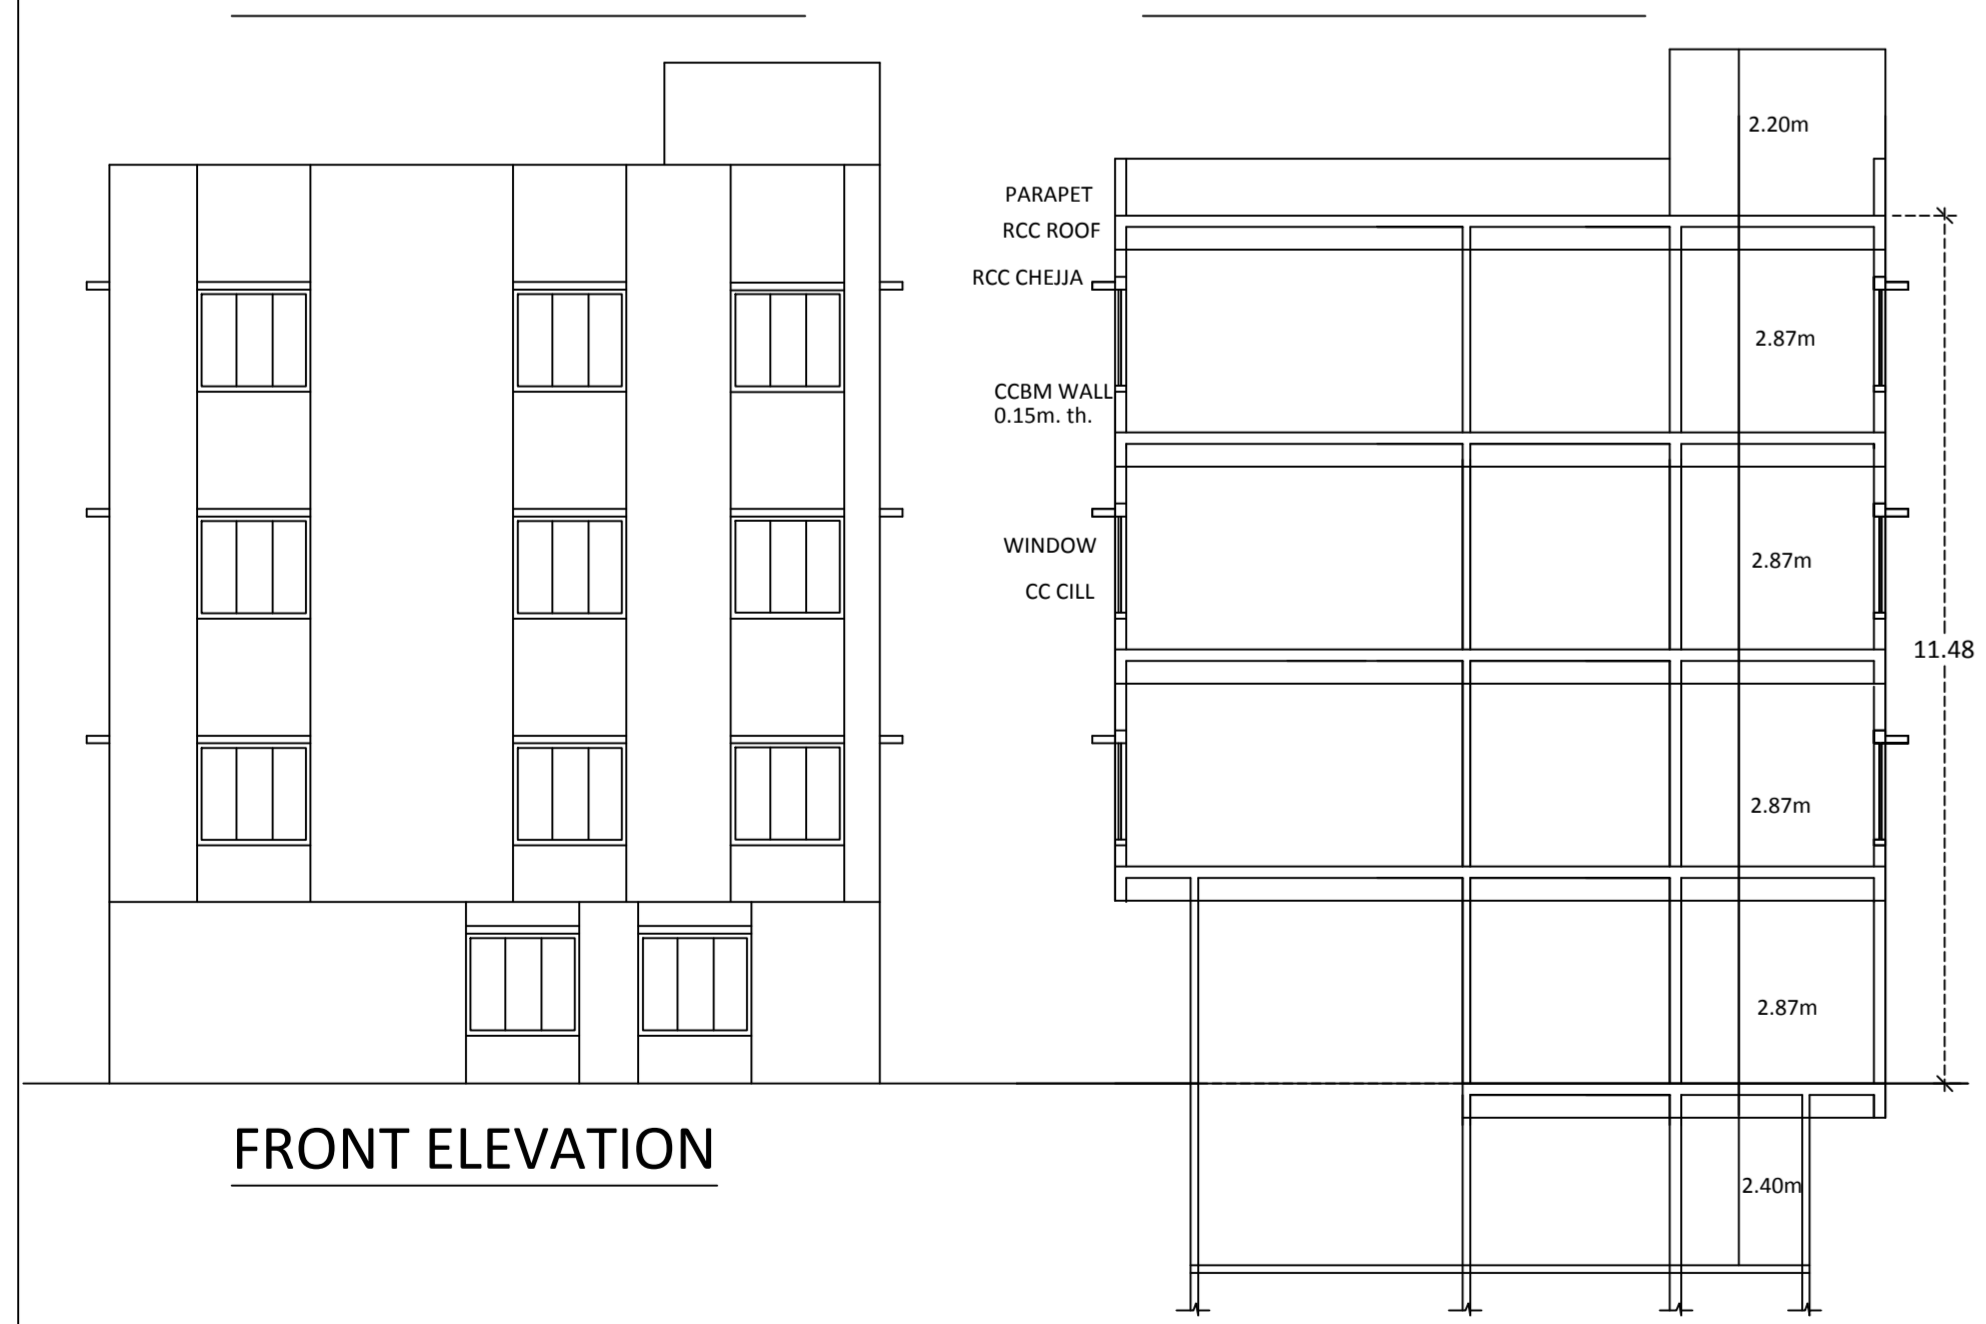 2.20m
PARAPET
RCC ROOF
RCC CHEJJA
2.87m
CCBM WALL
0.15m. th.
WINDOW
2.87m
CC CILL
11.48
2.87m
2.87m
FRONT ELEVATION
2.40m